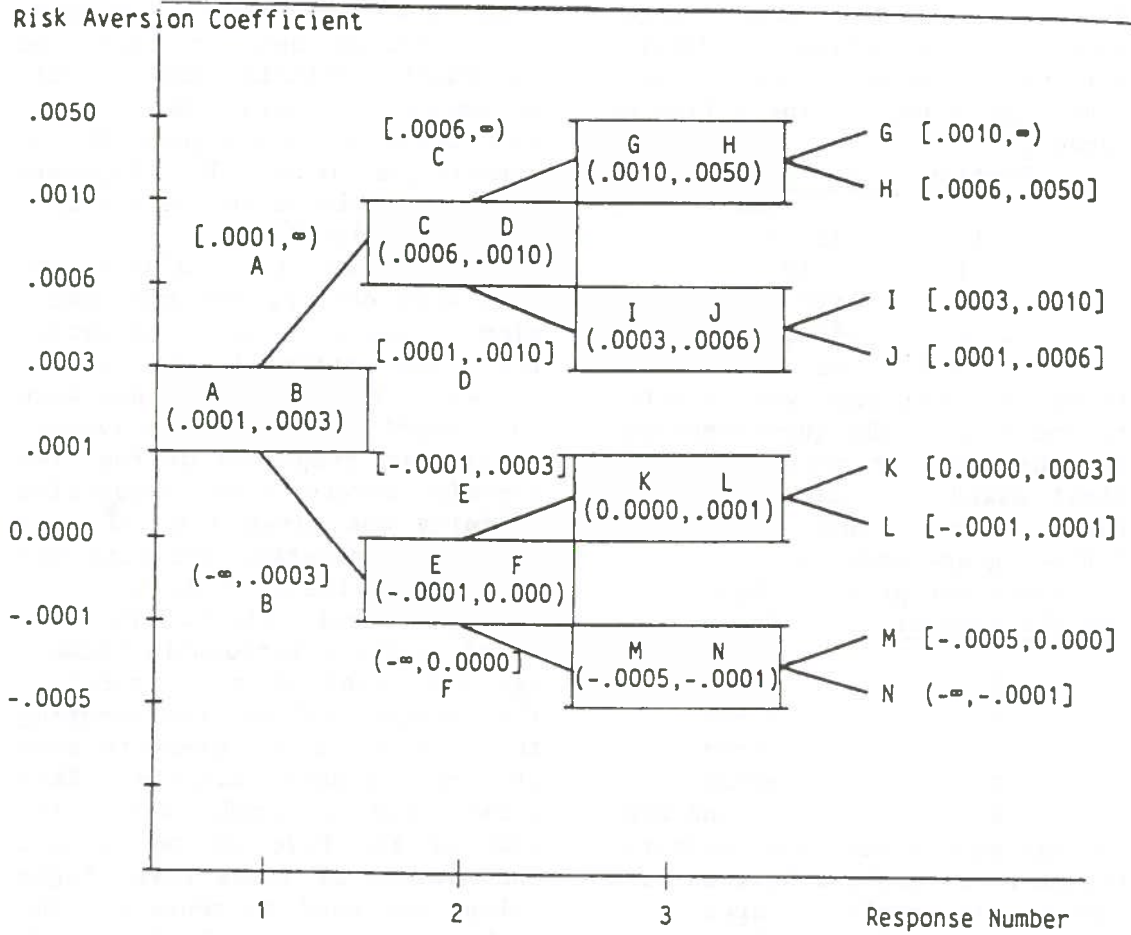 Risk Aversion Coefficient
.0050
[.0006,∞)
C
G H
(.0010,.0050)
G [.0010,∞)
H [.0006,.0050]
.0010
[.0001,∞)
A
C D
(.0006,.0010)
.0006
I J
(.0003,.0006)
I [.0003,.0010]
J [.0001,.0006]
[.0001,.0010]
D
.0003
A B
(.0001,.0003)
.0001
[-.0001,.0003]
E
K L
(0.0000,.0001)
K [0.0000,.0003]
L [-.0001,.0001]
0.0000
(-∞,.0003]
B
E F
(-.0001,0.000)
-.0001
(-∞,0.0000]
F
M N
(-.0005,-.0001)
M [-.0005,0.000]
N (-∞,-.0001]
-.0005
1 2 3 Response Number